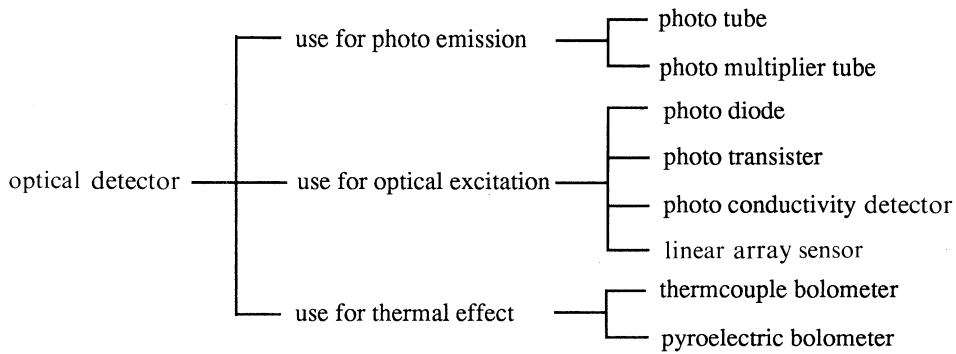 optical detector
use for photo emission
photo tube
photo multiplier tube
use for optical excitation
photo diode
photo transister
photo conductivity detector
linear array sensor
use for thermal effect
thermcouple bolometer
pyroelectric bolometer